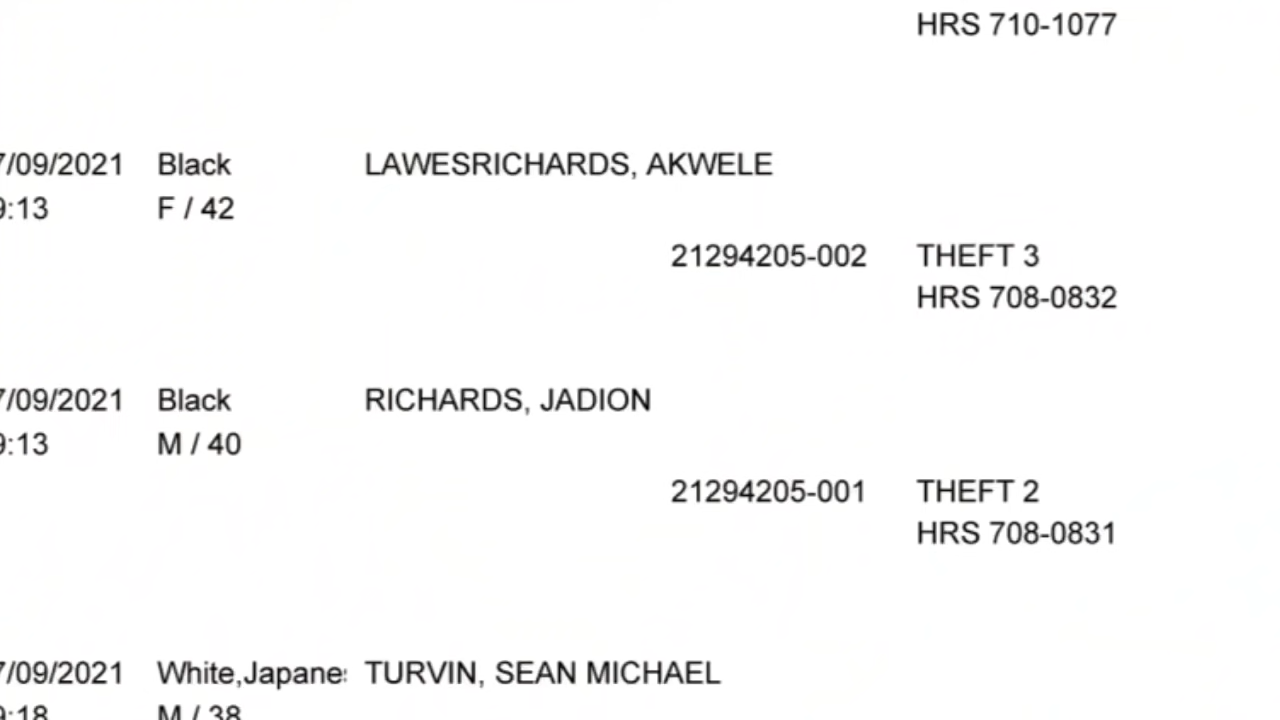 HRS 710-1077
7/09/2021 Black LAWESRICHARDS, AKWELE
9:13 F / 42
21294205-002 THEFT 3
HRS 708-0832
7/09/2021 Black RICHARDS, JADION
9:13 M / 40
21294205-001 THEFT 2
HRS 708-0831
7/09/2021 White,Japane TURVIN, SEAN MICHAEL
9:18 M / 38